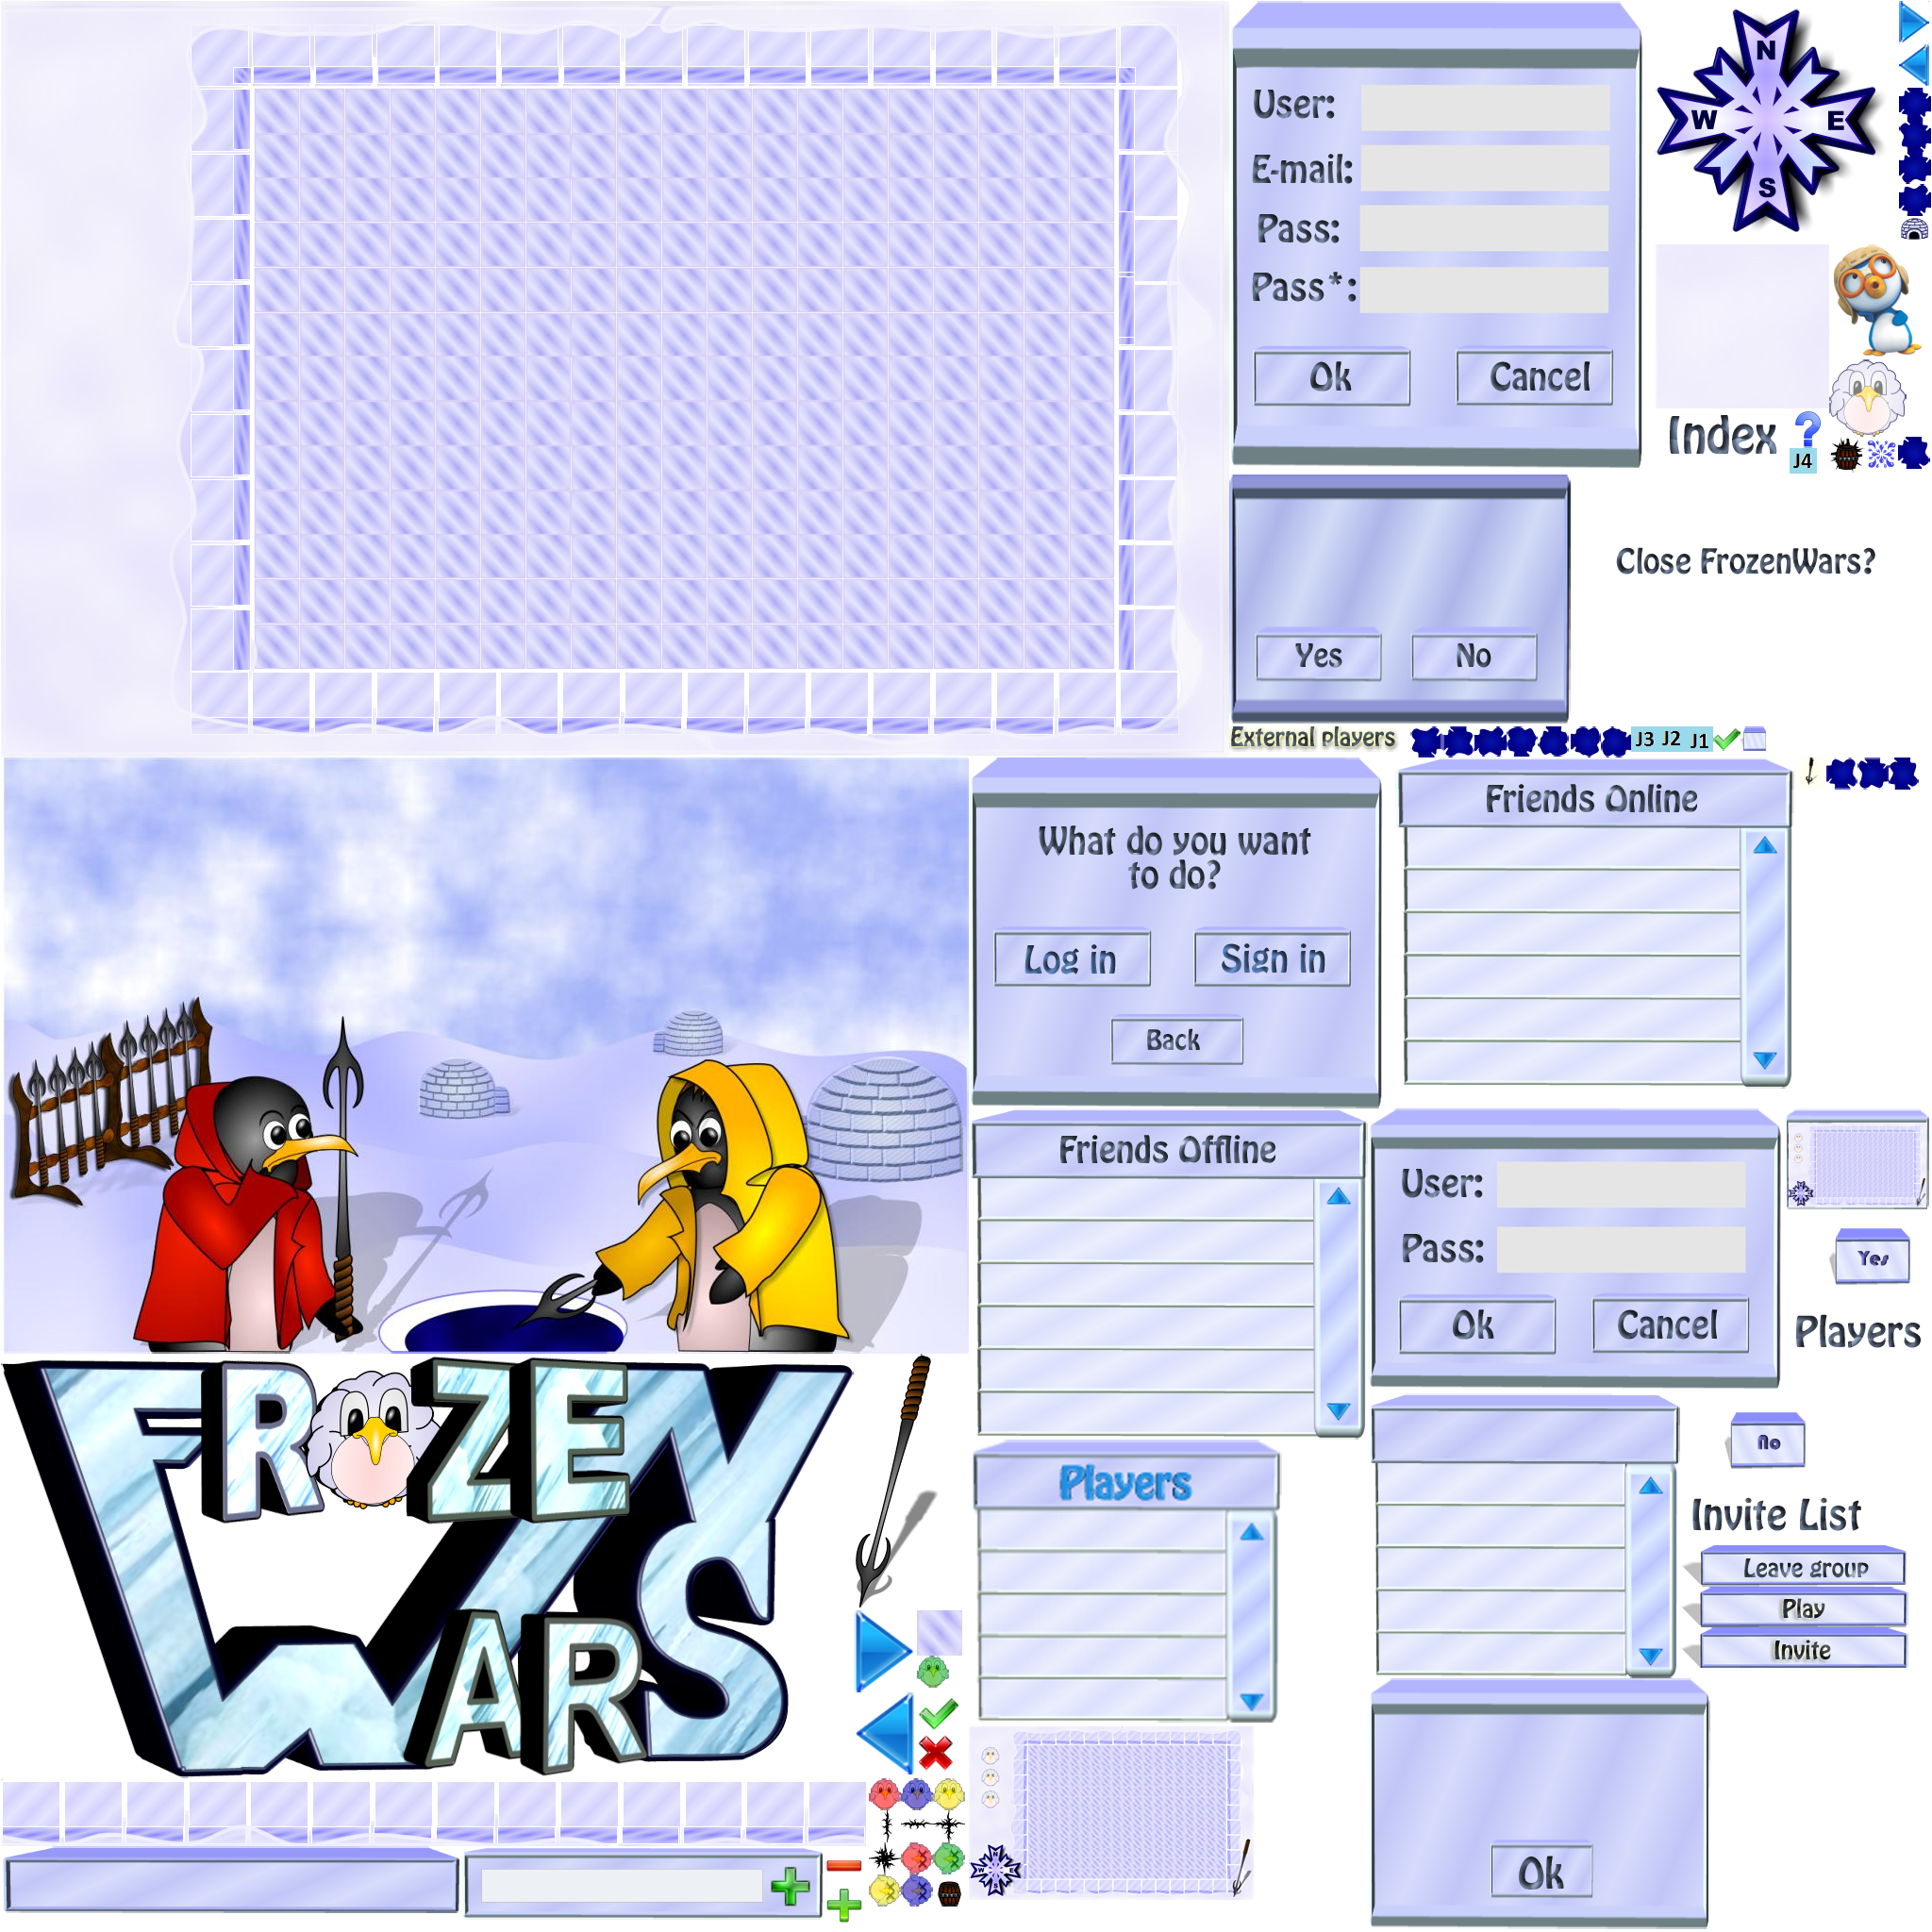 User:
E-mail:
Pass:
Pass*:
Ok
Cancel
N
W
E
S
Index
?
J4
Yes
No
Close FrozenWars?
External players
J3
J2
J1
What do you want
to do?
Log in
Sign in
Back
Friends Online
Friends Offline
User:
Pass:
Ok
Cancel
Yes
Players
FROZEN
WARS
Players
No
Invite List
Leave group
Play
Invite
Ok
N
W
E
S